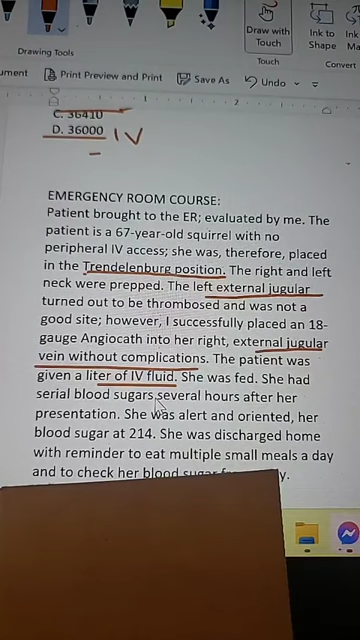 Drawing Tools
Draw with
Touch
Touch
Ink to
Shape
Convert
Print Preview and Print
Save As
Undo
2
C. 36410
D. 36000 IV
EMERGENCY ROOM COURSE:
Patient brought to the ER; evaluated by me. The
patient is a 67-year-old squirrel with no
peripheral IV access; she was, therefore, placed
in the Trendelenburg position. The right and left
neck were prepped. The left external jugular
turned out to be thrombosed and was not a
good site; however, I successfully placed an 18-
gauge Angiocath into her right, external jugular
vein without complications. The patient was
given a liter of IV fluid. She was fed. She had
serial blood sugars several hours after her
presentation. She was alert and oriented, her
blood sugar at 214. She was discharged home
with reminder to eat multiple small meals a day
and to check her blood sugar